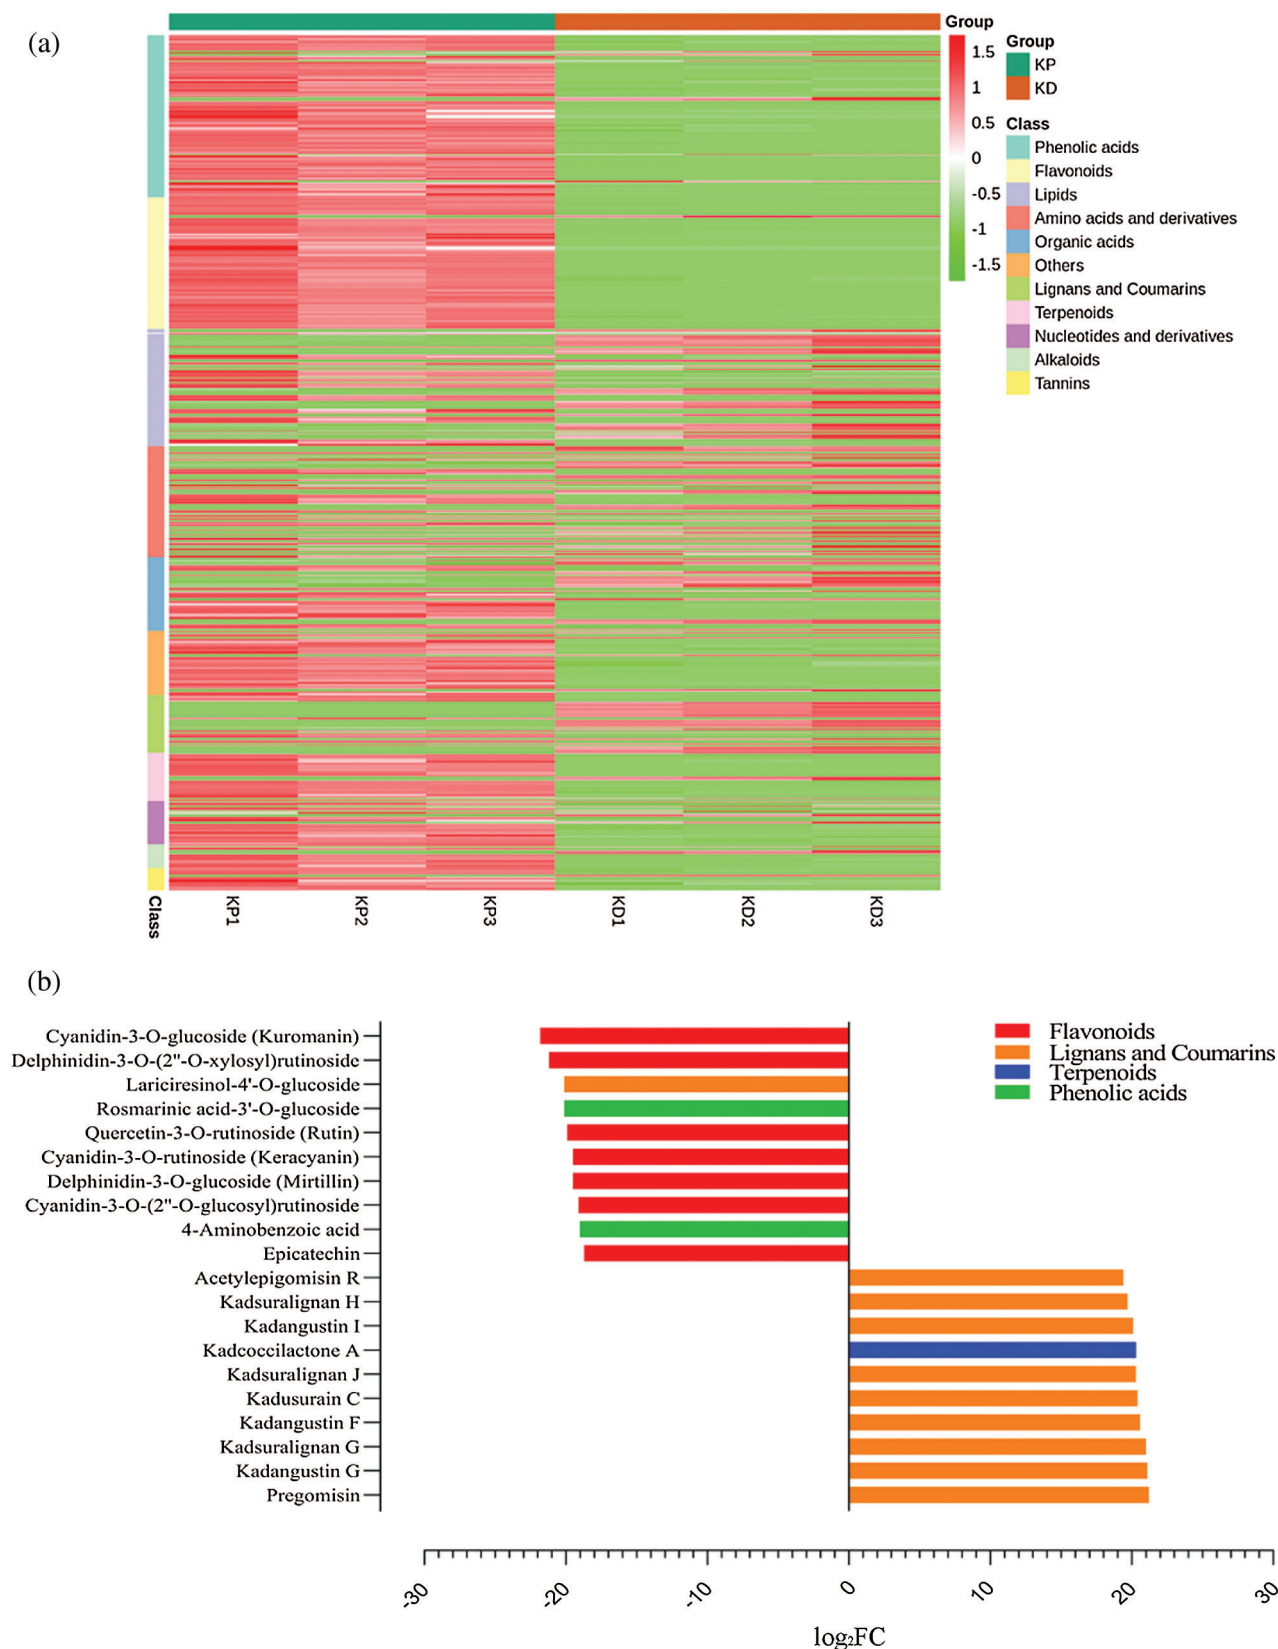 (a)
Group
1.5
1
0.5
0
-0.5
-1
-1.5
Group
KP
KD
Class
Phenolic acids
Flavonoids
Lipids
Amino acids and derivatives
Organic acids
Others
Lignans and Coumarins
Terpenoids
Nucleotides and derivatives
Alkaloids
Tannins
Class
KP1
KP2
KP3
KD1
KD2
KD3
(b)
Cyanidin-3-O-glucoside (Kuromanin)
Delphinidin-3-O-(2"-O-xylosyl)rutinoside
Lariciresinol-4'-O-glucoside
Rosmarinic acid-3'-O-glucoside
Quercetin-3-O-rutinoside (Rutin)
Cyanidin-3-O-rutinoside (Keracyanin)
Delphinidin-3-O-glucoside (Mirtillin)
Cyanidin-3-O-(2"-O-glucosyl)rutinoside
4-Aminobenzoic acid
Epicatechin
Acetylepigomisin R
Kadsuralignan H
Kadangustin I
Kadcoccilactone A
Kadsuralignan J
Kadusurain C
Kadangustin F
Kadsuralignan G
Kadangustin G
Pregomisin
Flavonoids
Lignans and Coumarins
Terpenoids
Phenolic acids
-30
-20
-10
0
10
20
30
log₂FC